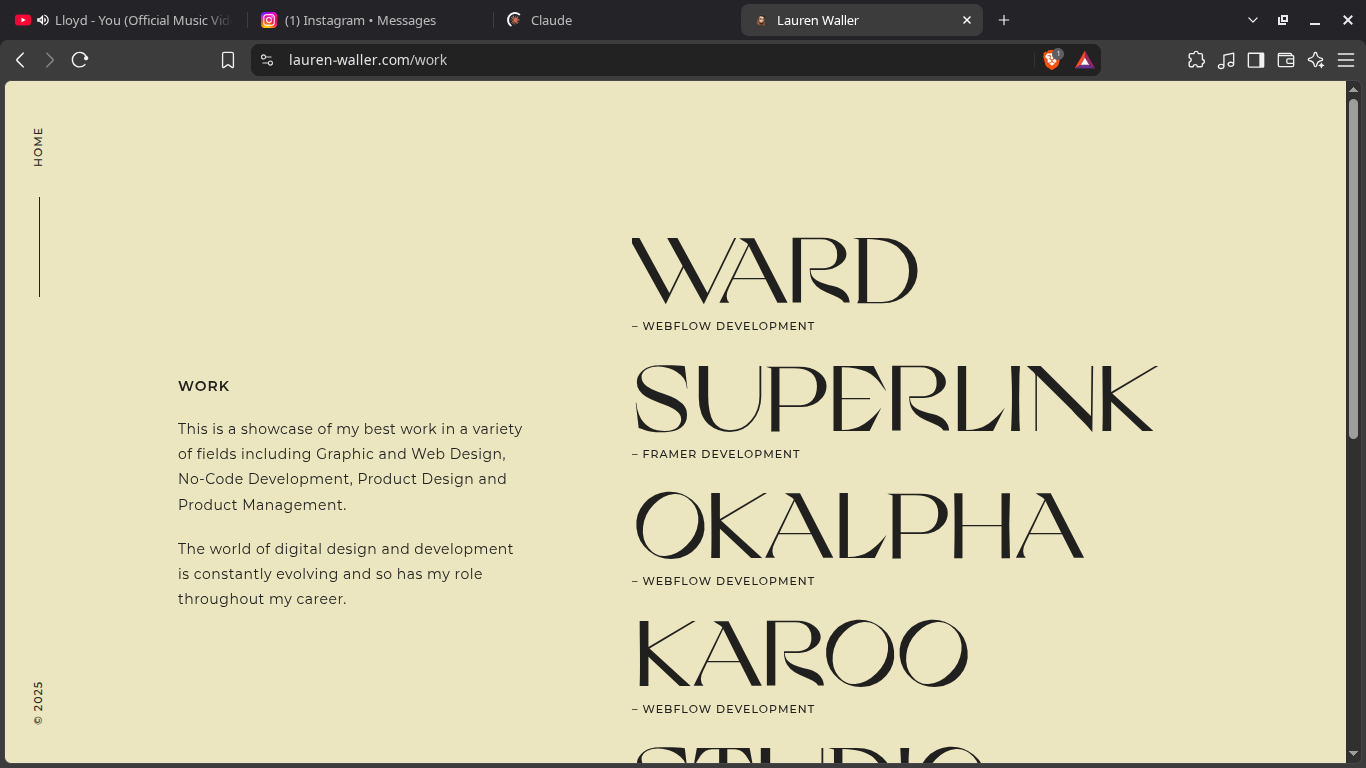 Lloyd - You (Official Music Vid
(1) Instagram • Messages
Claude
Lauren Waller
lauren-waller.com/work
1
HOME
WORK
This is a showcase of my best work in a variety
of fields including Graphic and Web Design,
No-Code Development, Product Design and
Product Management.
The world of digital design and development
is constantly evolving and so has my role
throughout my career.
© 2025
WARD
– WEBFLOW DEVELOPMENT
SUPERLINK
– FRAMER DEVELOPMENT
OKALPHA
– WEBFLOW DEVELOPMENT
KAROO
– WEBFLOW DEVELOPMENT
STUDIO